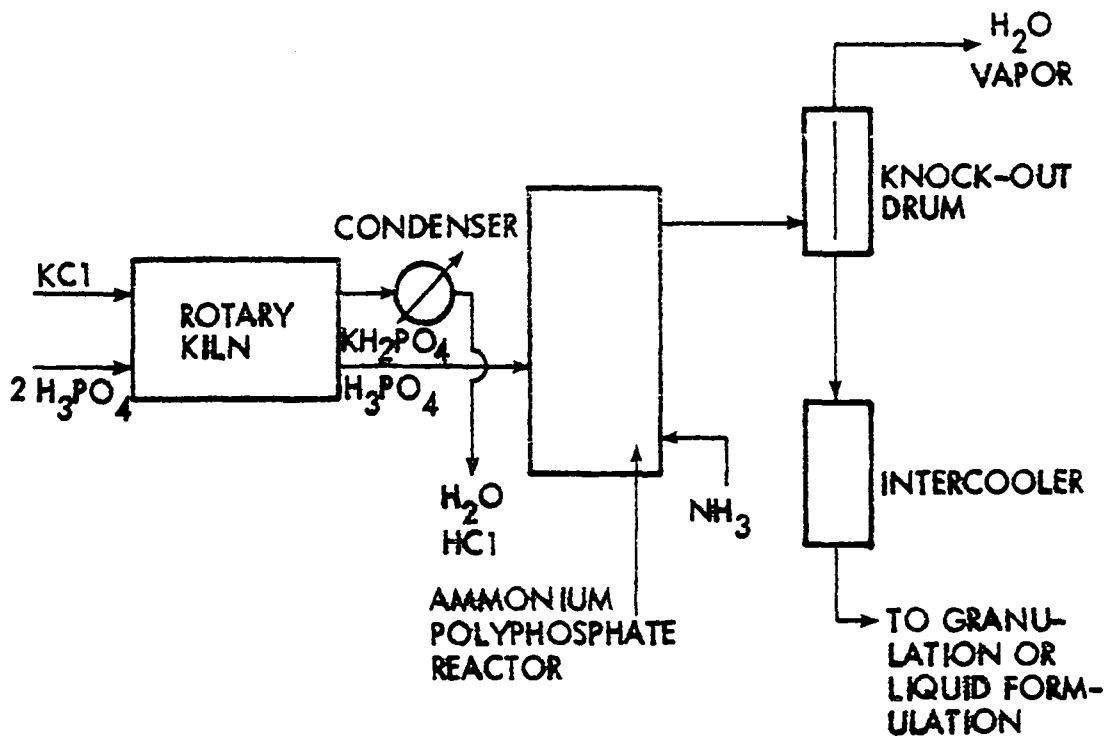 H₂O
VAPOR
KNOCK-OUT
DRUM
CONDENSER
KCl
ROTARY
KILN
2 H₃PO₄
KH₂PO₄
H₃PO₄
H₂O
HCl
NH₃
INTERCOOLER
AMMONIUM
POLYPHOSPHATE
REACTOR
TO GRANU-
LATION OR
LIQUID FORM-
ULATION